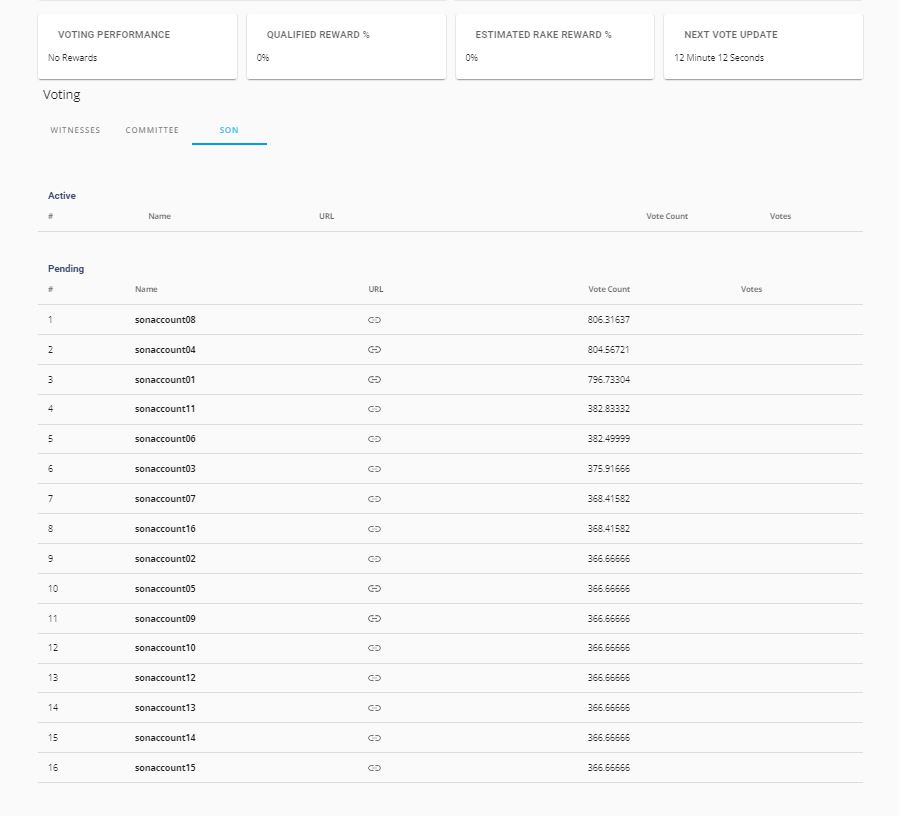 VOTING PERFORMANCE QUALIFIED REWARD % ESTIMATED RAKE REWARD % NEXT VOTE UPDATE
No Rewards 0% 0% 12 Minute 12 Seconds
Voting
WITNESSES COMMITTEE SON
Active
# Name URL Vote Count Votes
Pending
# Name URL Vote Count Votes
1 sonaccount08 806.31637
2 sonaccount04 804.56721
3 sonaccount01 796.73304
4 sonaccount11 382.83332
5 sonaccount06 382.49999
6 sonaccount03 375.91666
7 sonaccount07 368.41582
8 sonaccount16 368.41582
9 sonaccount02 366.66666
10 sonaccount05 366.66666
11 sonaccount09 366.66666
12 sonaccount10 366.66666
13 sonaccount12 366.66666
14 sonaccount13 366.66666
15 sonaccount14 366.66666
16 sonaccount15 366.66666